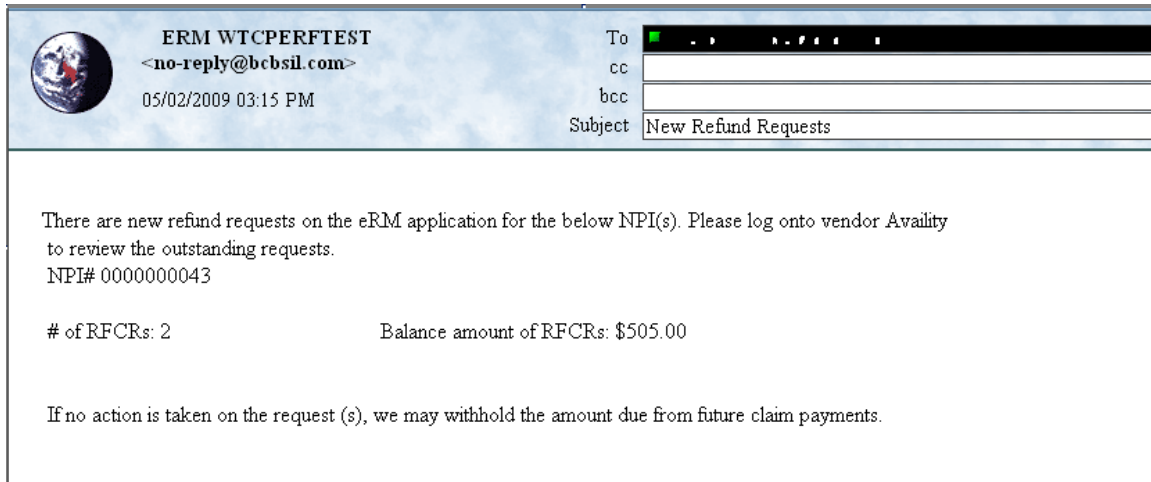 ERM WTCPERFTEST
<no-reply@bcbsil.com>
05/02/2009 03:15 PM
To
cc
bcc
Subject New Refund Requests
There are new refund requests on the eRM application for the below NPI(s). Please log onto vendor Availity
to review the outstanding requests.
NPI# 0000000043
# of RFCRs: 2 Balance amount of RFCRs: $505.00
If no action is taken on the request (s), we may withhold the amount due from future claim payments.